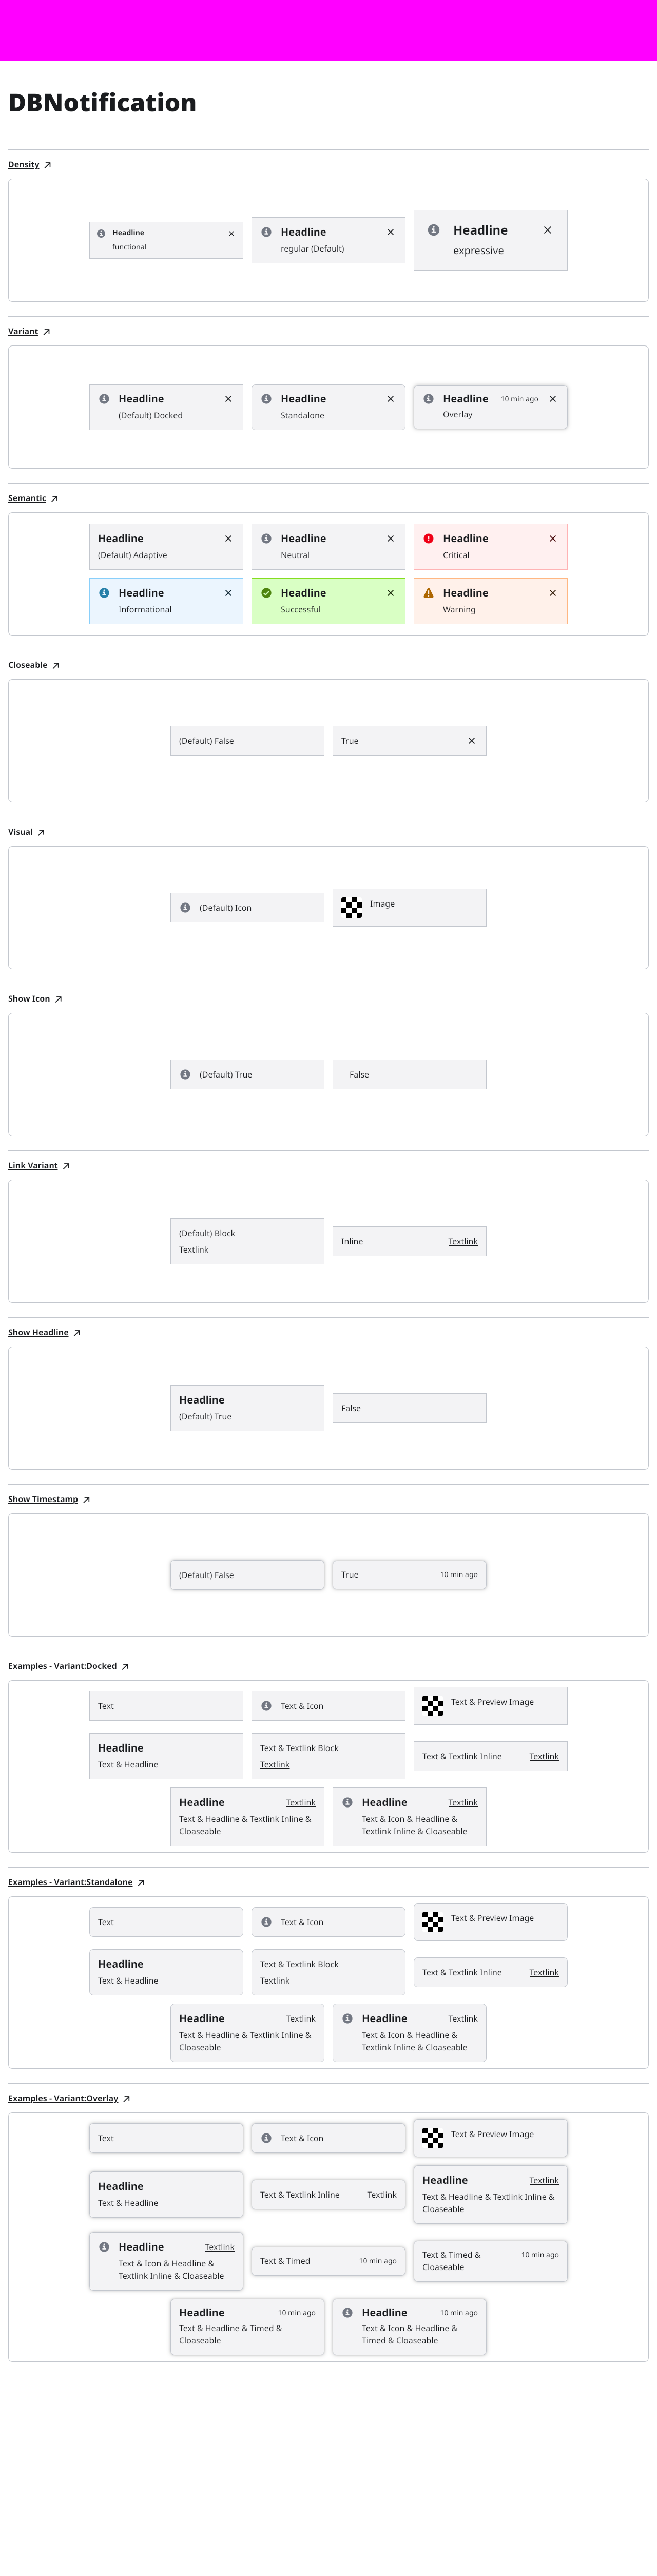 DBNotification
Density
Headline
functional
Headline
regular (Default)
Headline
expressive
Variant
Headline
(Default) Docked
Headline
Standalone
Headline 10 min ago
Overlay
Semantic
Headline
(Default) Adaptive
Headline
Neutral
Headline
Critical
Headline
Informational
Headline
Successful
Headline
Warning
Closeable
(Default) False
True
Visual
(Default) Icon
Image
Show Icon
(Default) True
False
Link Variant
(Default) Block
Textlink
Inline Textlink
Show Headline
Headline
(Default) True
False
Show Timestamp
(Default) False
True 10 min ago
Examples - Variant:Docked
Text
Text & Icon
Text & Preview Image
Headline
Text & Headline
Text & Textlink Block
Textlink
Text & Textlink Inline Textlink
Headline Textlink
Text & Headline & Textlink Inline &
Cloaseable
Headline Textlink
Text & Icon & Headline &
Textlink Inline & Cloaseable
Examples - Variant:Standalone
Text
Text & Icon
Text & Preview Image
Headline
Text & Headline
Text & Textlink Block
Textlink
Text & Textlink Inline Textlink
Headline Textlink
Text & Headline & Textlink Inline &
Cloaseable
Headline Textlink
Text & Icon & Headline &
Textlink Inline & Cloaseable
Examples - Variant:Overlay
Text
Text & Icon
Text & Preview Image
Headline
Text & Headline
Text & Textlink Inline Textlink
Headline Textlink
Text & Headline & Textlink Inline &
Cloaseable
Headline Textlink
Text & Icon & Headline &
Textlink Inline & Cloaseable
Text & Timed 10 min ago
Text & Timed & 10 min ago
Cloaseable
Headline 10 min ago
Text & Headline & Timed &
Cloaseable
Headline 10 min ago
Text & Icon & Headline &
Timed & Cloaseable